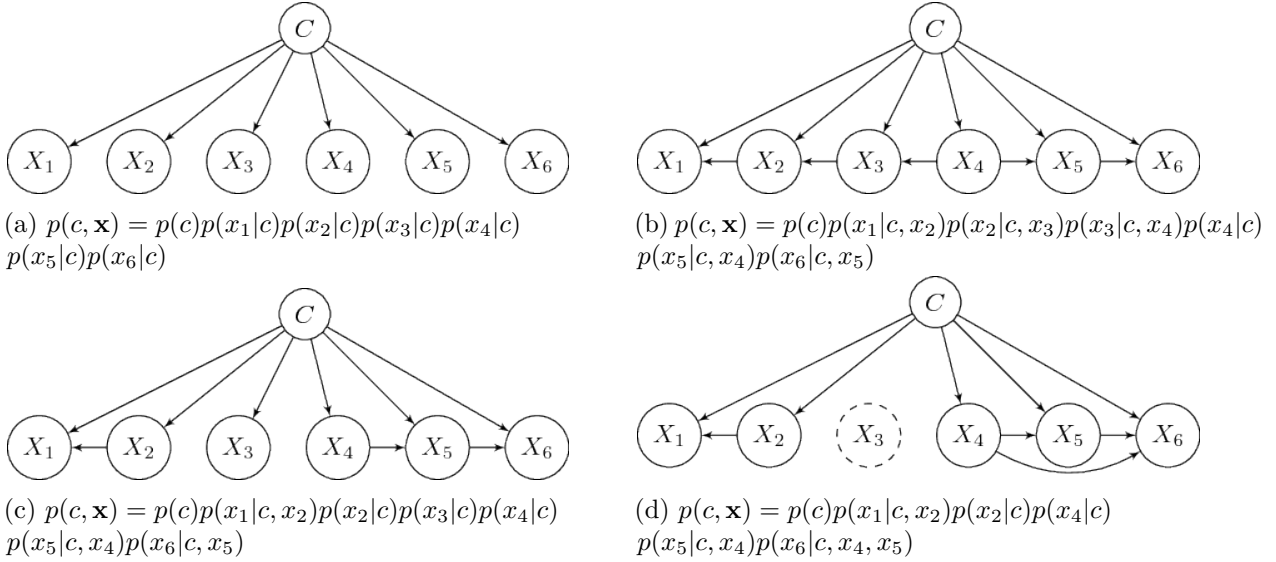 C
X₁ X₂ X₃ X₄ X₅ X₆
(a) p(c, x) = p(c)p(x₁|c)p(x₂|c)p(x₃|c)p(x₄|c)
p(x₅|c)p(x₆|c)
C
X₁ X₂ X₃ X₄ X₅ X₆
(b) p(c, x) = p(c)p(x₁|c, x₂)p(x₂|c, x₃)p(x₃|c, x₄)p(x₄|c)
p(x₅|c, x₄)p(x₆|c, x₅)
C
X₁ X₂ X₃ X₄ X₅ X₆
(c) p(c, x) = p(c)p(x₁|c, x₂)p(x₂|c)p(x₃|c)p(x₄|c)
p(x₅|c, x₄)p(x₆|c, x₅)
C
X₁ X₂ X₃ X₄ X₅ X₆
(d) p(c, x) = p(c)p(x₁|c, x₂)p(x₂|c)p(x₄|c)
p(x₅|c, x₄)p(x₆|c, x₄, x₅)